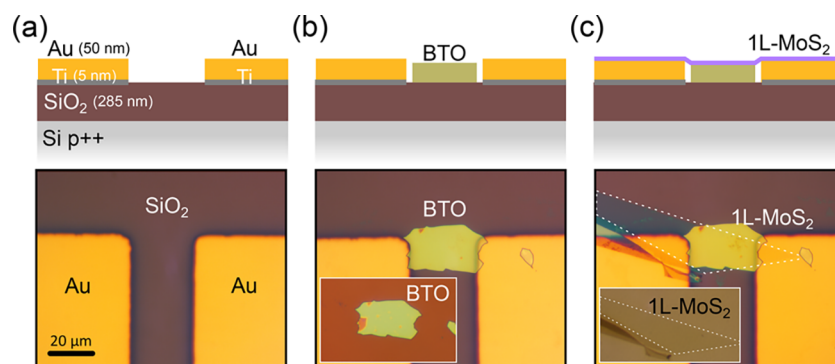 (a)
Au (50 nm)
Au
Ti (5 nm)
Ti
SiO₂ (285 nm)
Si p++
SiO₂
Au
Au
20 μm
(b)
BTO
BTO
BTO
(c)
1L-MoS₂
1L-MoS₂
1L-MoS₂